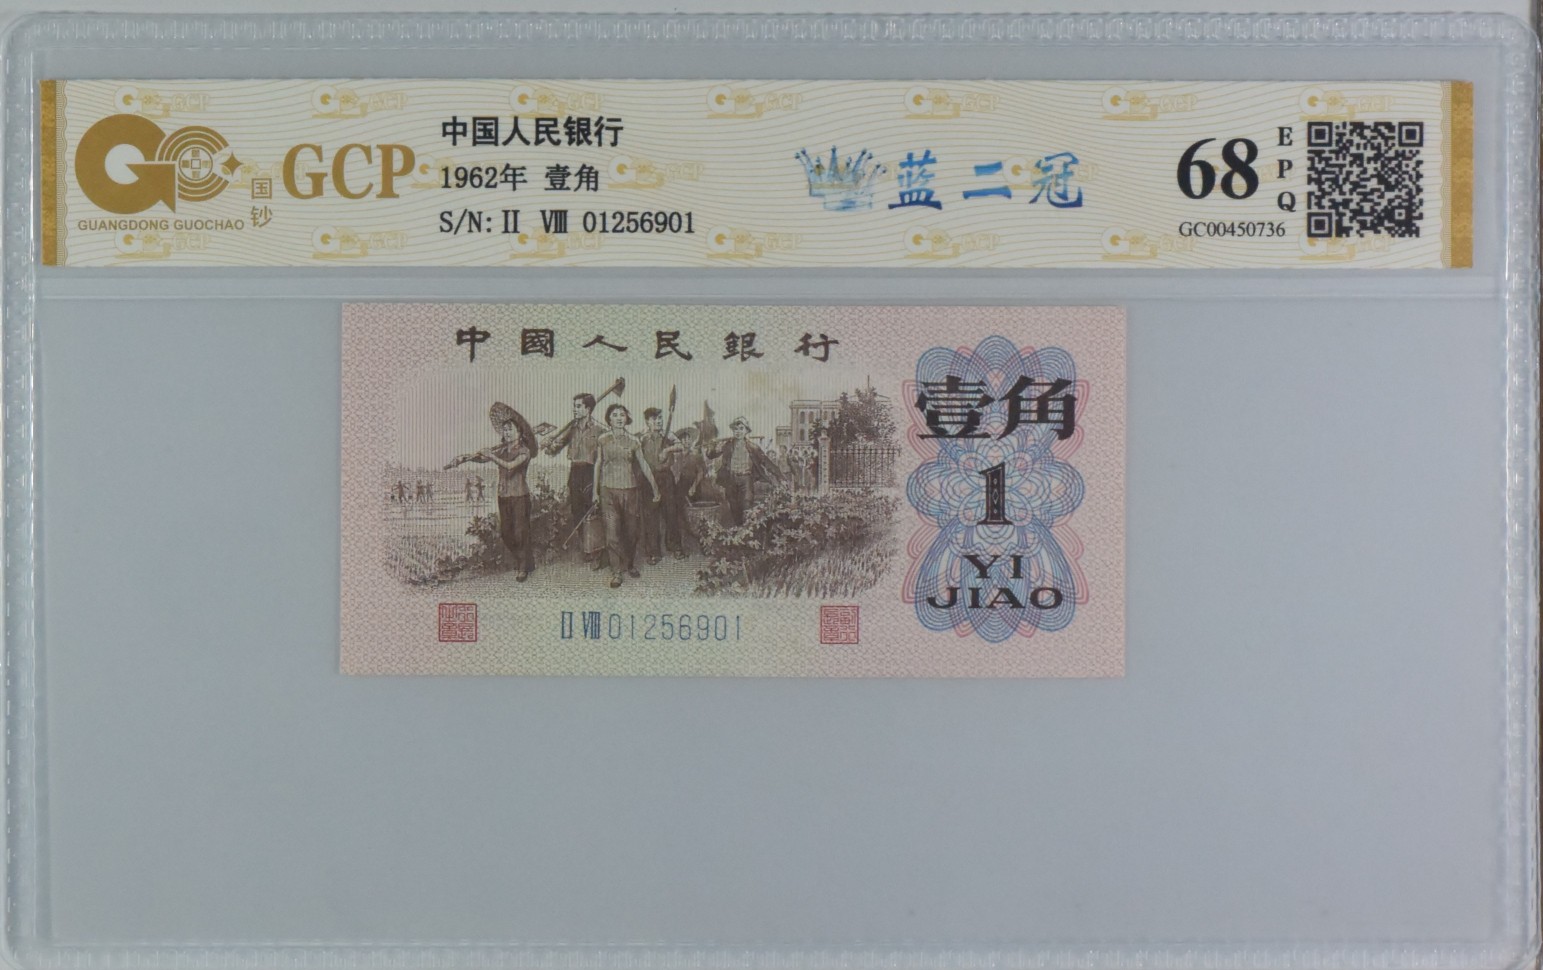 GCP
国钞
GUANGDONG GUOCHAO
中国人民银行
1962年 壹角
S/N: II VIII 01256901
蓝二冠
68
EPQ
GC00450736
中國人民銀行
壹角
1
YI
JIAO
II VIII 01256901